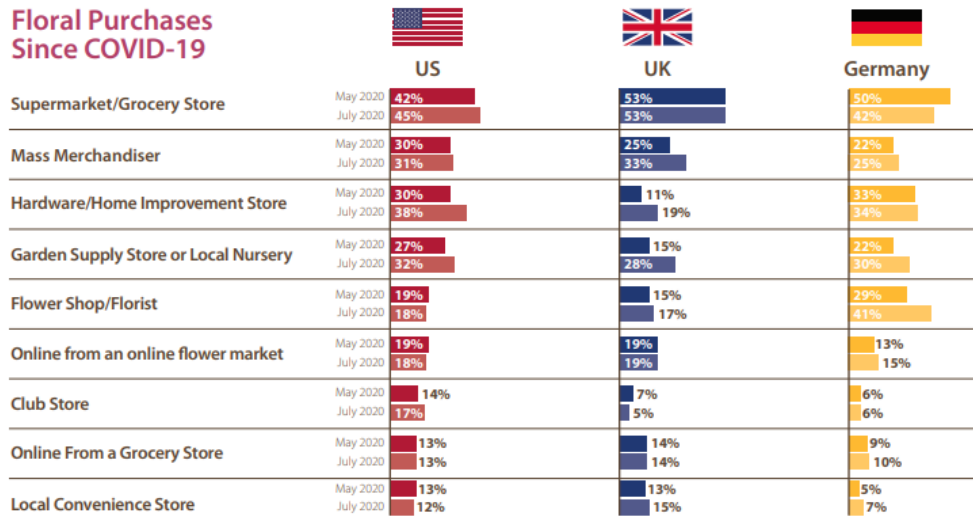 Floral Purchases
Since COVID-19
US UK Germany
Supermarket/Grocery Store
May 2020 42% 53% 50%
July 2020 45% 53% 42%
Mass Merchandiser
May 2020 30% 25% 22%
July 2020 31% 33% 25%
Hardware/Home Improvement Store
May 2020 30% 11% 33%
July 2020 38% 19% 34%
Garden Supply Store or Local Nursery
May 2020 27% 15% 22%
July 2020 32% 28% 30%
Flower Shop/Florist
May 2020 19% 15% 29%
July 2020 18% 17% 41%
Online from an online flower market
May 2020 19% 19% 13%
July 2020 18% 19% 15%
Club Store
May 2020 14% 7% 6%
July 2020 17% 5% 6%
Online From a Grocery Store
May 2020 13% 14% 9%
July 2020 13% 14% 10%
Local Convenience Store
May 2020 13% 13% 5%
July 2020 12% 15% 7%